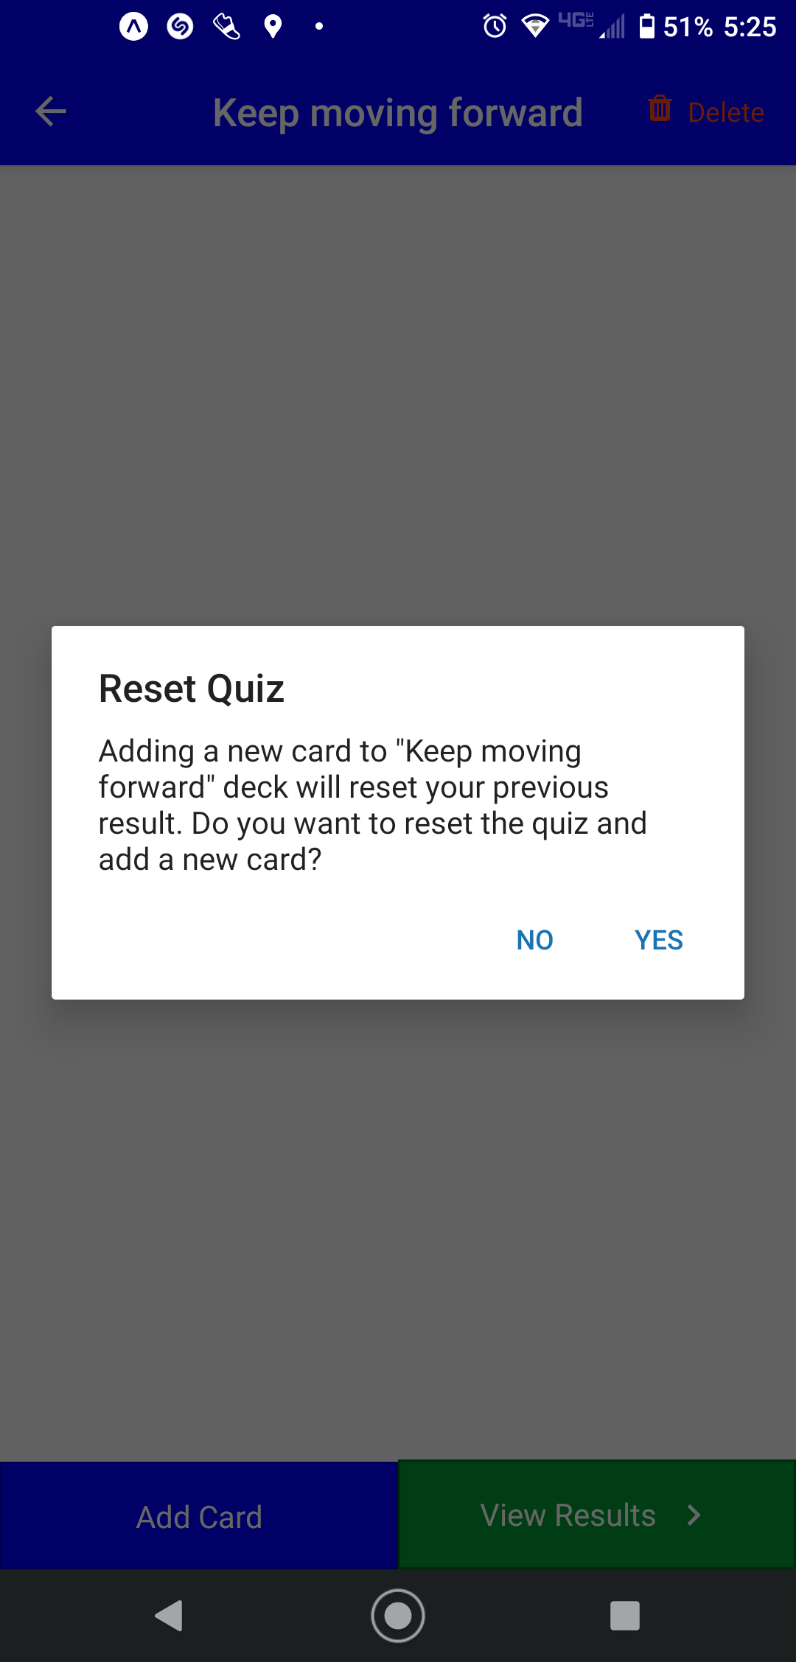 4G LTE 51% 5:25
Keep moving forward Delete
Reset Quiz
Adding a new card to "Keep moving
forward" deck will reset your previous
result. Do you want to reset the quiz and
add a new card?
NO YES
Add Card View Results